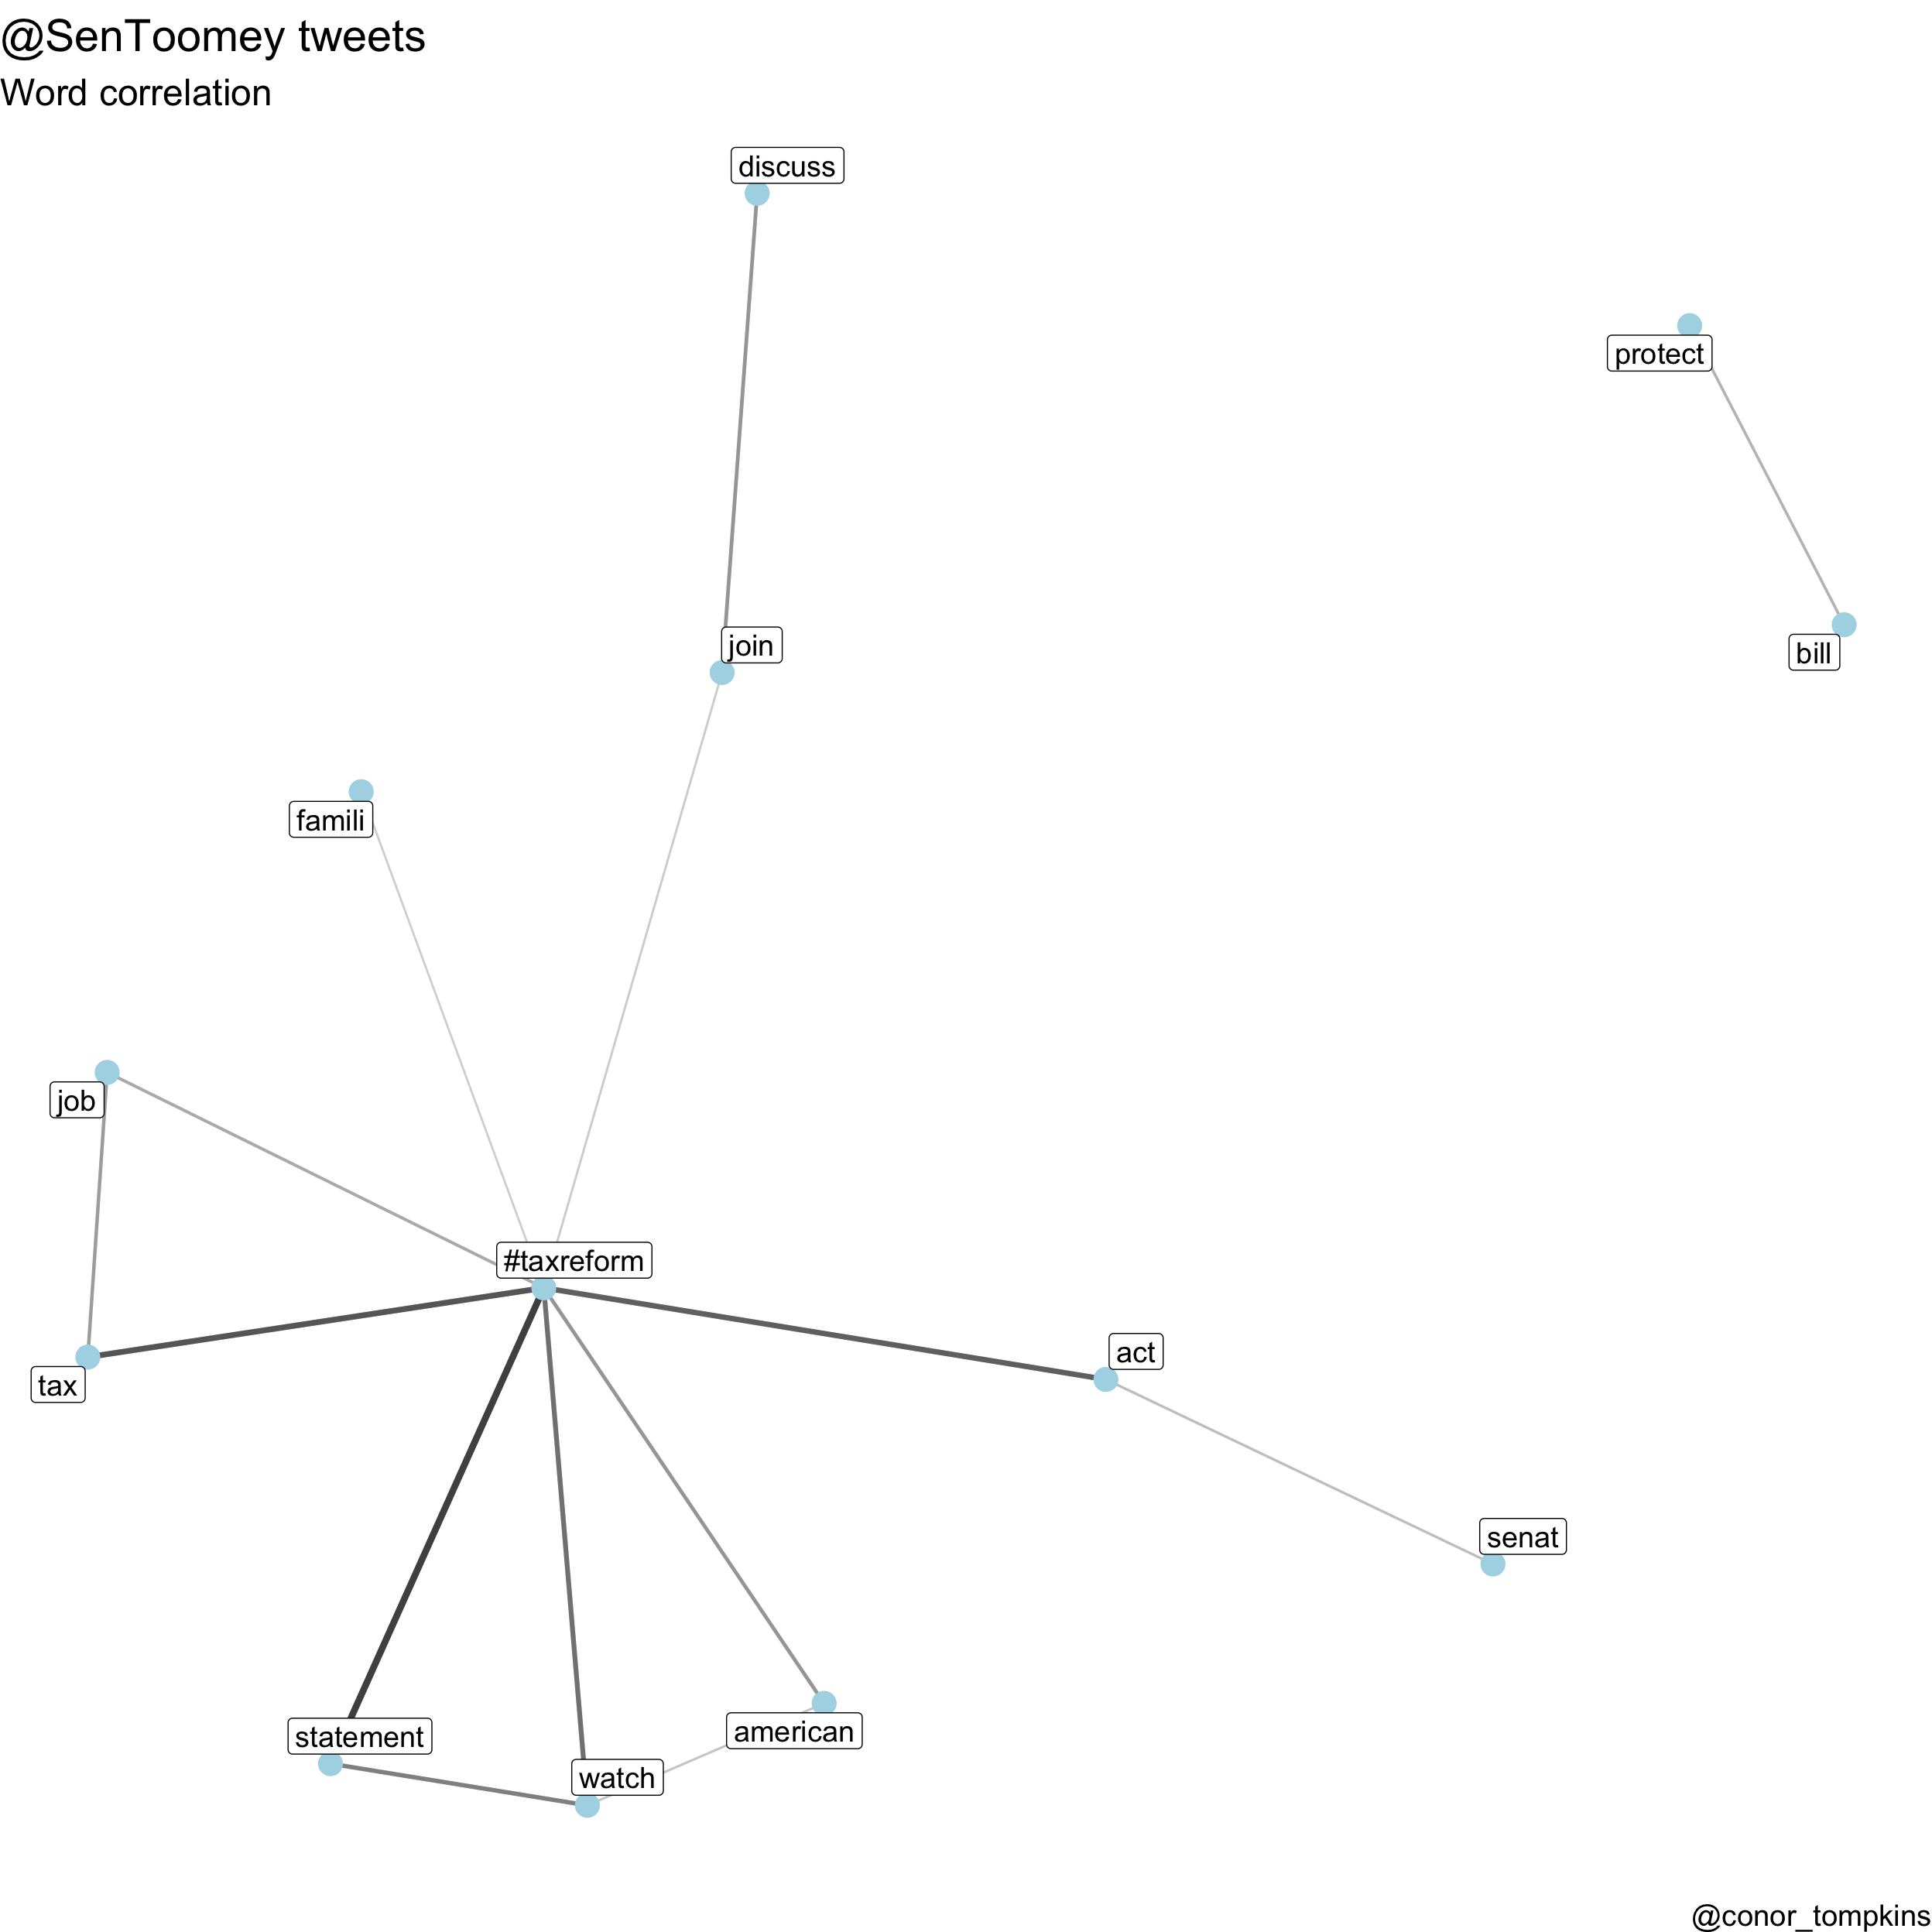 @SenToomey tweets
Word correlation
discuss
protect
join
bill
famili
job
#taxreform
act
tax
senat
statement
american
watch
@conor_tompkins